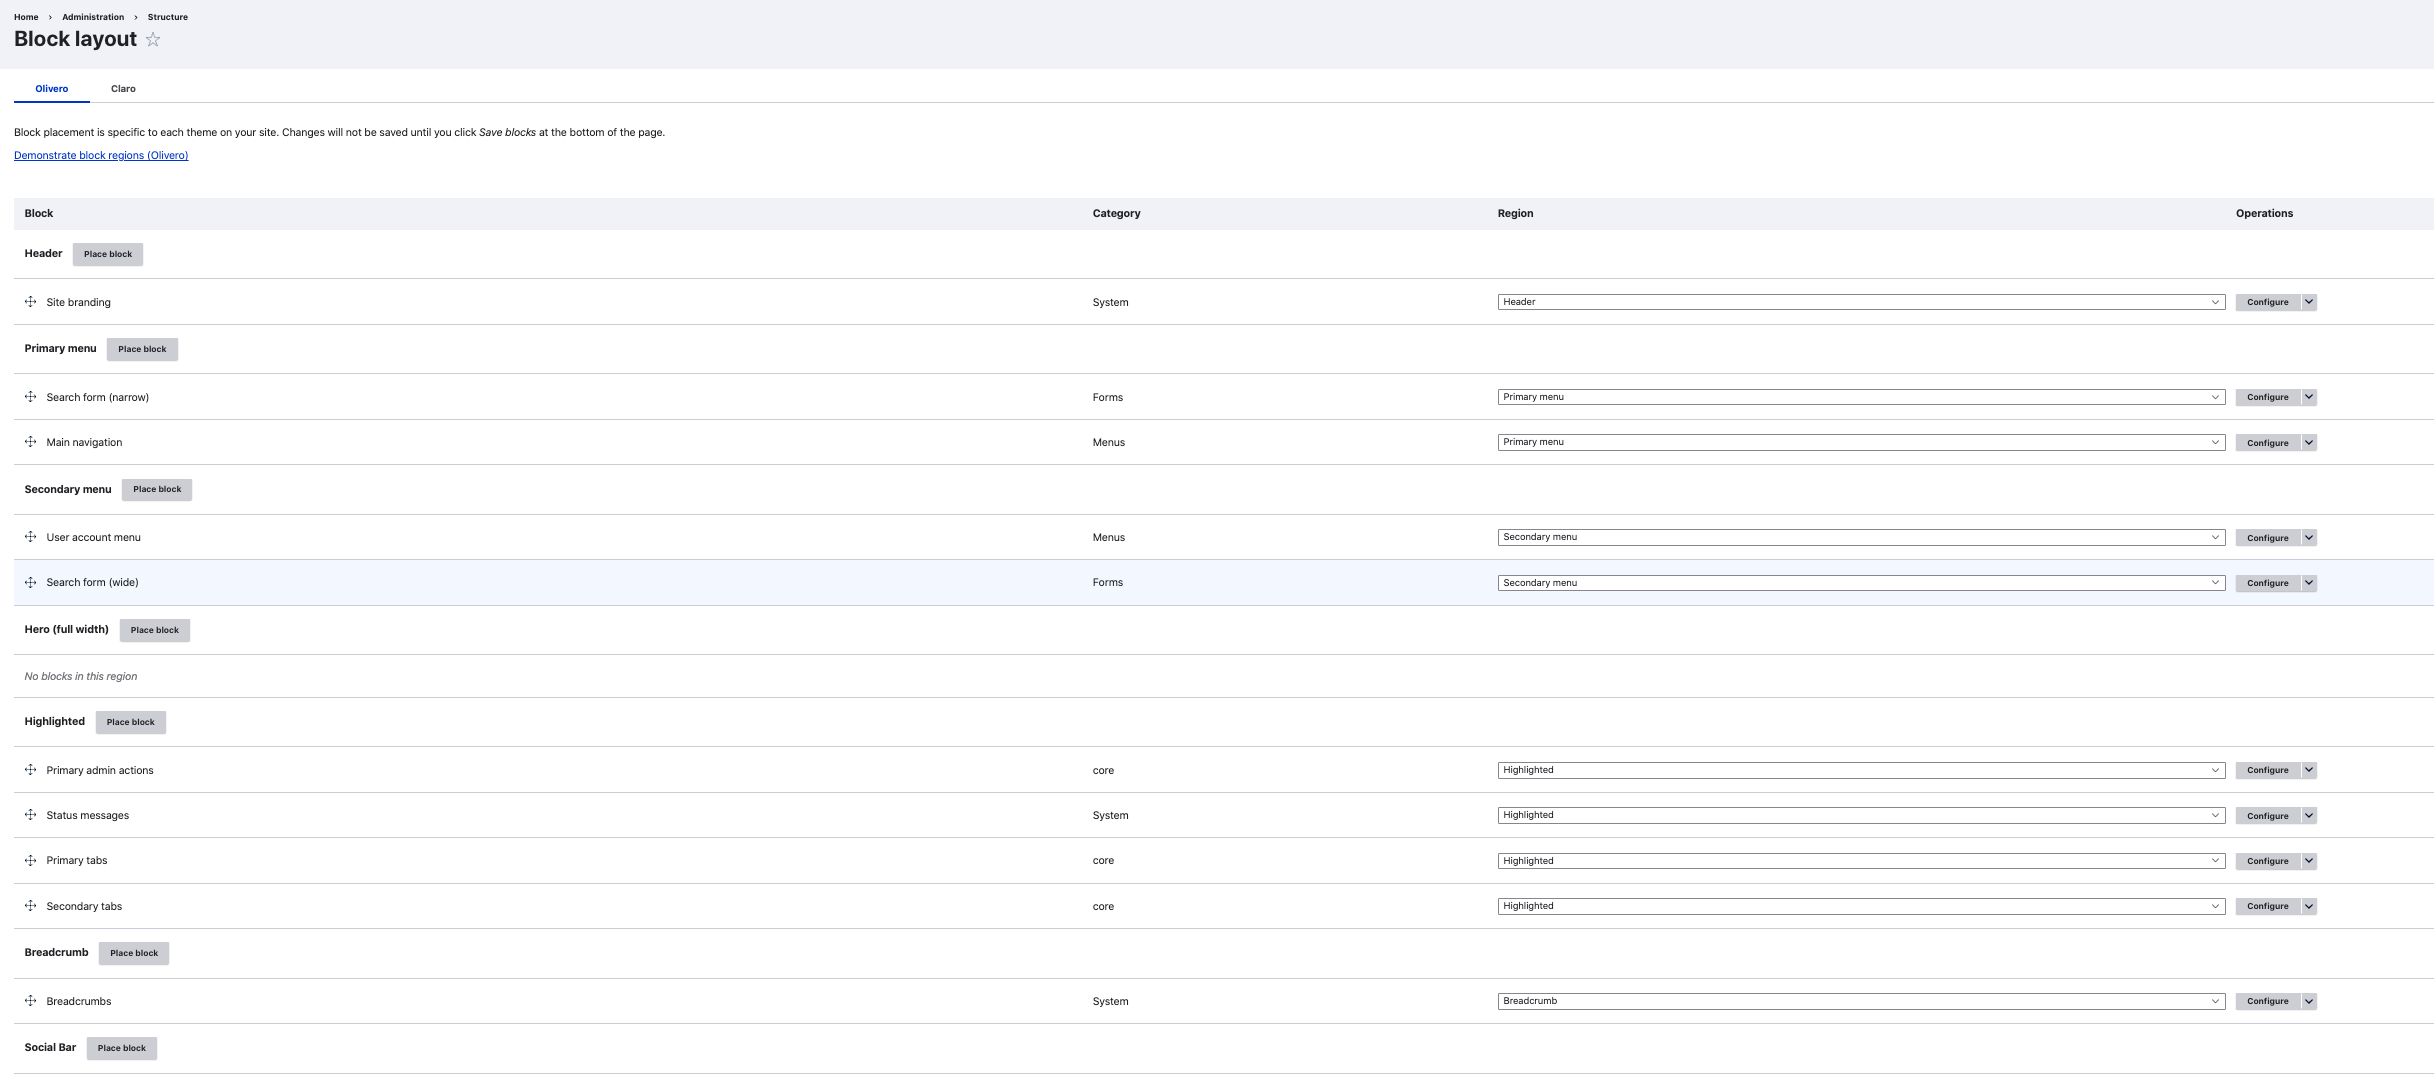 Home › Administration › Structure
Block layout
Olivero Claro
Block placement is specific to each theme on your site. Changes will not be saved until you click Save blocks at the bottom of the page.
Demonstrate block regions (Olivero)
Block Category Region Operations
Header Place block
Site branding System Header Configure
Primary menu Place block
Search form (narrow) Forms Primary menu Configure
Main navigation Menus Primary menu Configure
Secondary menu Place block
User account menu Menus Secondary menu Configure
Search form (wide) Forms Secondary menu Configure
Hero (full width) Place block
No blocks in this region
Highlighted Place block
Primary admin actions core Highlighted Configure
Status messages System Highlighted Configure
Primary tabs core Highlighted Configure
Secondary tabs core Highlighted Configure
Breadcrumb Place block
Breadcrumbs System Breadcrumb Configure
Social Bar Place block